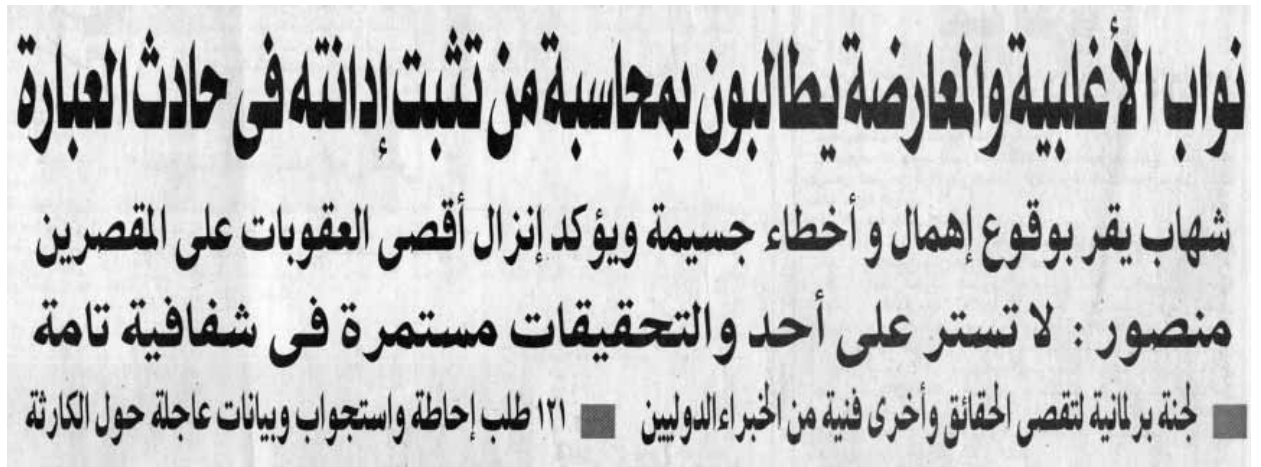 نواب الأغلبية والمعارضة يطالبون بمحاسبة من تثبت إدانته فى حادث العبارة
شهاب يقر بوقوع إهمال و أخطاء جسيمة ويؤكد إنزال أقصى العقوبات على المقصرين
منصور : لا تستر على أحد والتحقيقات مستمرة فى شفافية تامة
■ لجنة برلمانية لتقصى الحقائق وأخرى فنية من الخبراء الدوليين ■ ١٢١ طلب إحاطة واستجواب وبيانات عاجلة حول الكارثة